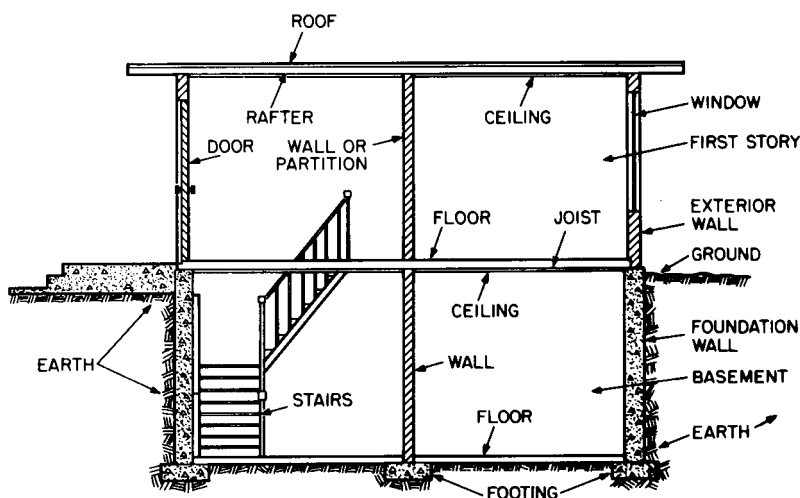 ROOF
RAFTER
CEILING
WINDOW
DOOR
WALL OR
PARTITION
FIRST STORY
FLOOR
JOIST
EXTERIOR
WALL
GROUND
CEILING
EARTH
WALL
FOUNDATION
WALL
BASEMENT
STAIRS
FLOOR
EARTH
FOOTING